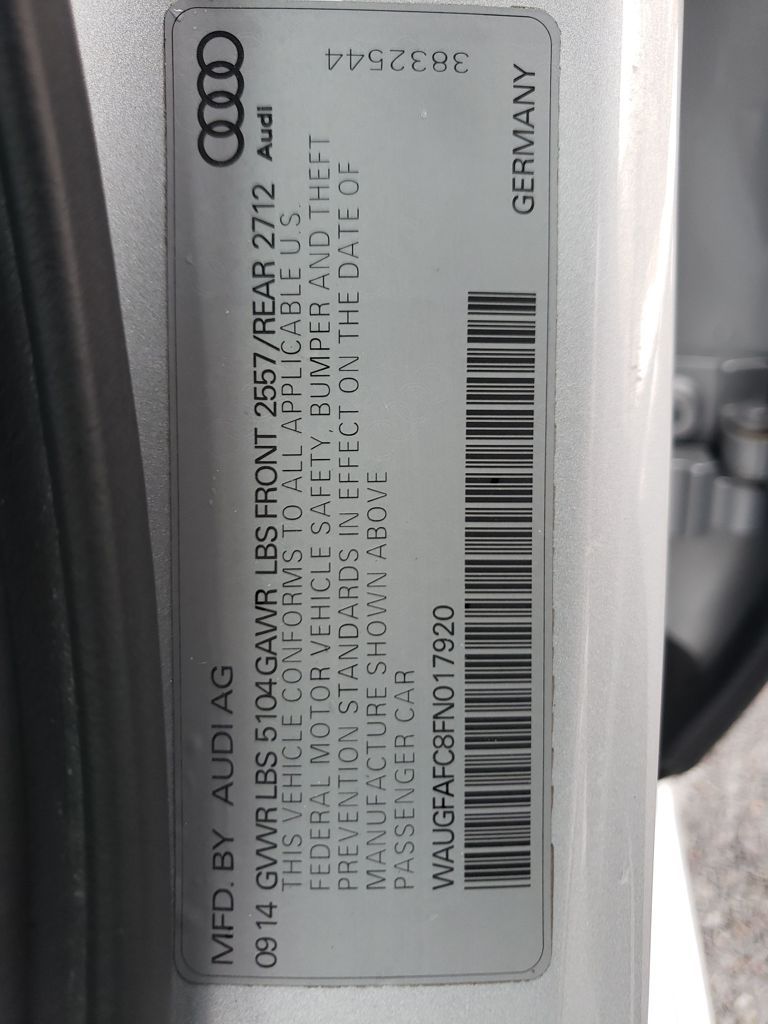 MFD. BY AUDI AG
09 14 GVWR LBS 5104 GAWR LBS FRONT 2557/REAR 2712
Audi
THIS VEHICLE CONFORMS TO ALL APPLICABLE U.S.
FEDERAL MOTOR VEHICLE SAFETY, BUMPER AND THEFT
PREVENTION STANDARDS IN EFFECT ON THE DATE OF
MANUFACTURE SHOWN ABOVE
PASSENGER CAR
WAUGFAFC8FN017920
GERMANY
3832544